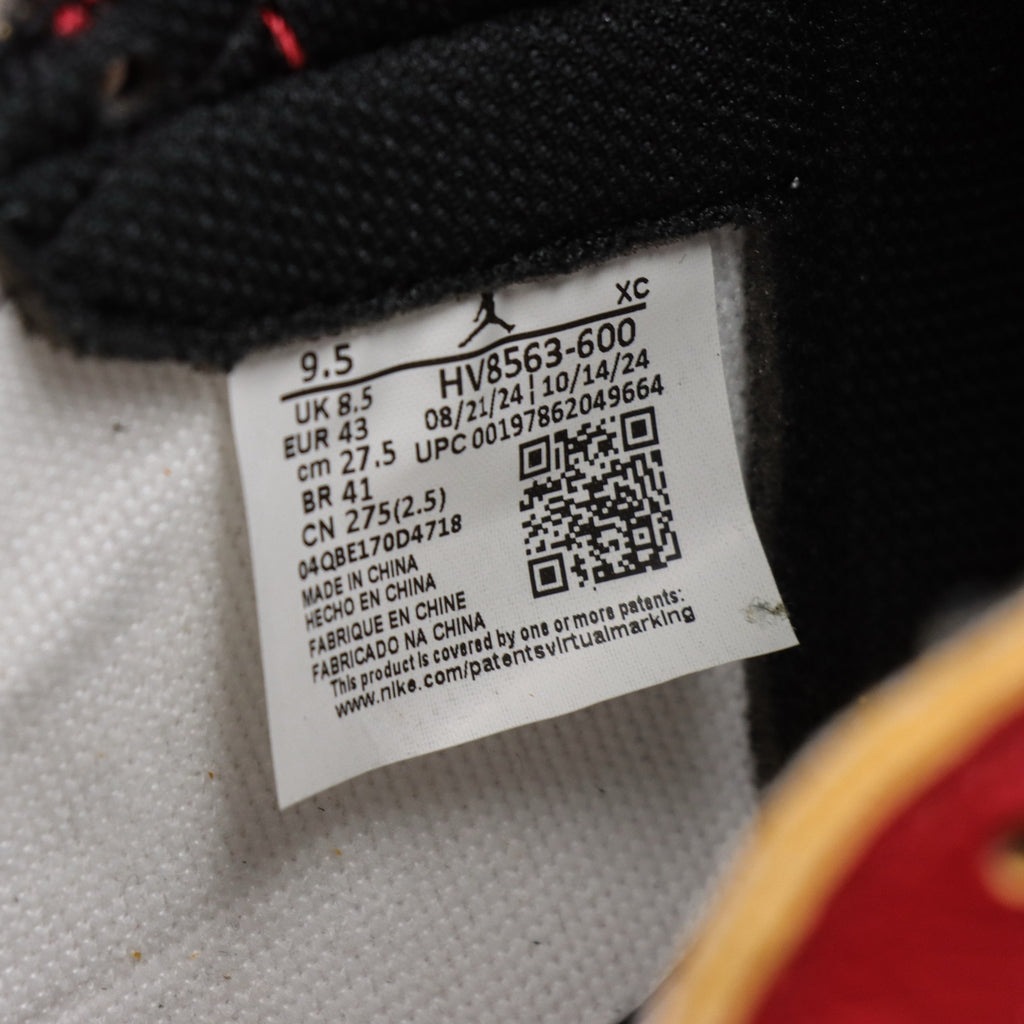 9.5 XC
UK 8.5 HV8563-600
EUR 43 08/21/24 | 10/14/24
cm 27.5 UPC 00197862049664
BR 41
CN 275(2.5)
04QBE170D4718
MADE IN CHINA
HECHO EN CHINA
FABRIQUE EN CHINE
FABRICADO NA CHINA
This product is covered by one or more patents:
www.nike.com/patentsvirtualmarking